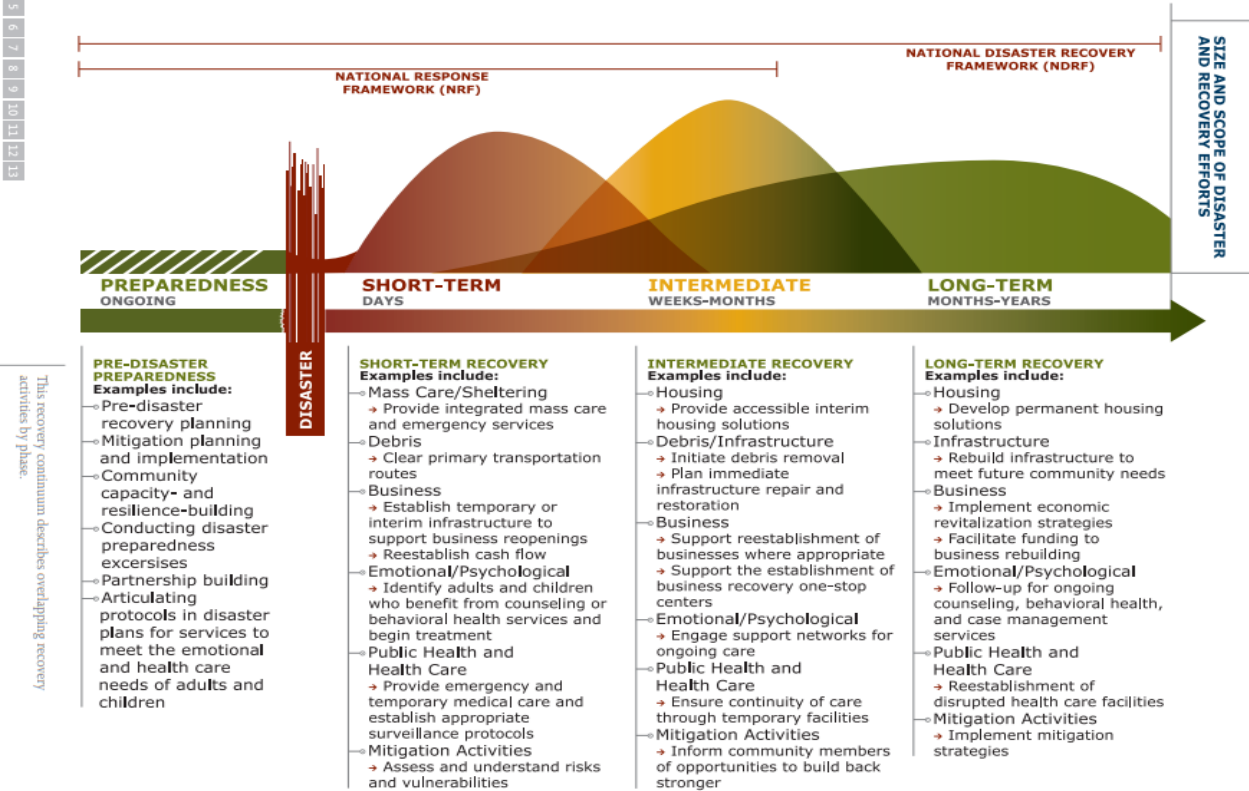 5
6
7
8
9
10
11
12
13
NATIONAL DISASTER RECOVERY
FRAMEWORK (NDRF)
NATIONAL RESPONSE
FRAMEWORK (NRF)
SIZE AND SCOPE OF DISASTER
AND RECOVERY EFFORTS
PREPAREDNESS
ONGOING
SHORT-TERM
DAYS
INTERMEDIATE
WEEKS-MONTHS
LONG-TERM
MONTHS-YEARS
DISASTER
This recovery continuum describes overlapping recovery
activities by phase.
PRE-DISASTER
PREPAREDNESS
Examples include:
Pre-disaster
recovery planning
Mitigation planning
and implementation
Community
capacity- and
resilience-building
Conducting disaster
preparedness
excersises
Partnership building
Articulating
protocols in disaster
plans for services to
meet the emotional
and health care
needs of adults and
children
SHORT-TERM RECOVERY
Examples include:
Mass Care/Sheltering
→ Provide integrated mass care
and emergency services
Debris
→ Clear primary transportation
routes
Business
→ Establish temporary or
interim infrastructure to
support business reopenings
→ Reestablish cash flow
Emotional/Psychological
→ Identify adults and children
who benefit from counseling or
behavioral health services and
begin treatment
Public Health and
Health Care
→ Provide emergency and
temporary medical care and
establish appropriate
surveillance protocols
Mitigation Activities
→ Assess and understand risks
and vulnerabilities
INTERMEDIATE RECOVERY
Examples include:
Housing
→ Provide accessible interim
housing solutions
Debris/Infrastructure
→ Initiate debris removal
→ Plan immediate
infrastructure repair and
restoration
Business
→ Support reestablishment of
businesses where appropriate
→ Support the establishment of
business recovery one-stop
centers
Emotional/Psychological
→ Engage support networks for
ongoing care
Public Health and
Health Care
→ Ensure continuity of care
through temporary facilities
Mitigation Activities
→ Inform community members
of opportunities to build back
stronger
LONG-TERM RECOVERY
Examples include:
Housing
→ Develop permanent housing
solutions
Infrastructure
→ Rebuild infrastructure to
meet future community needs
Business
→ Implement economic
revitalization strategies
→ Facilitate funding to
business rebuilding
Emotional/Psychological
→ Follow-up for ongoing
counseling, behavioral health,
and case management
services
Public Health and
Health Care
→ Reestablishment of
disrupted health care facilities
Mitigation Activities
→ Implement mitigation
strategies